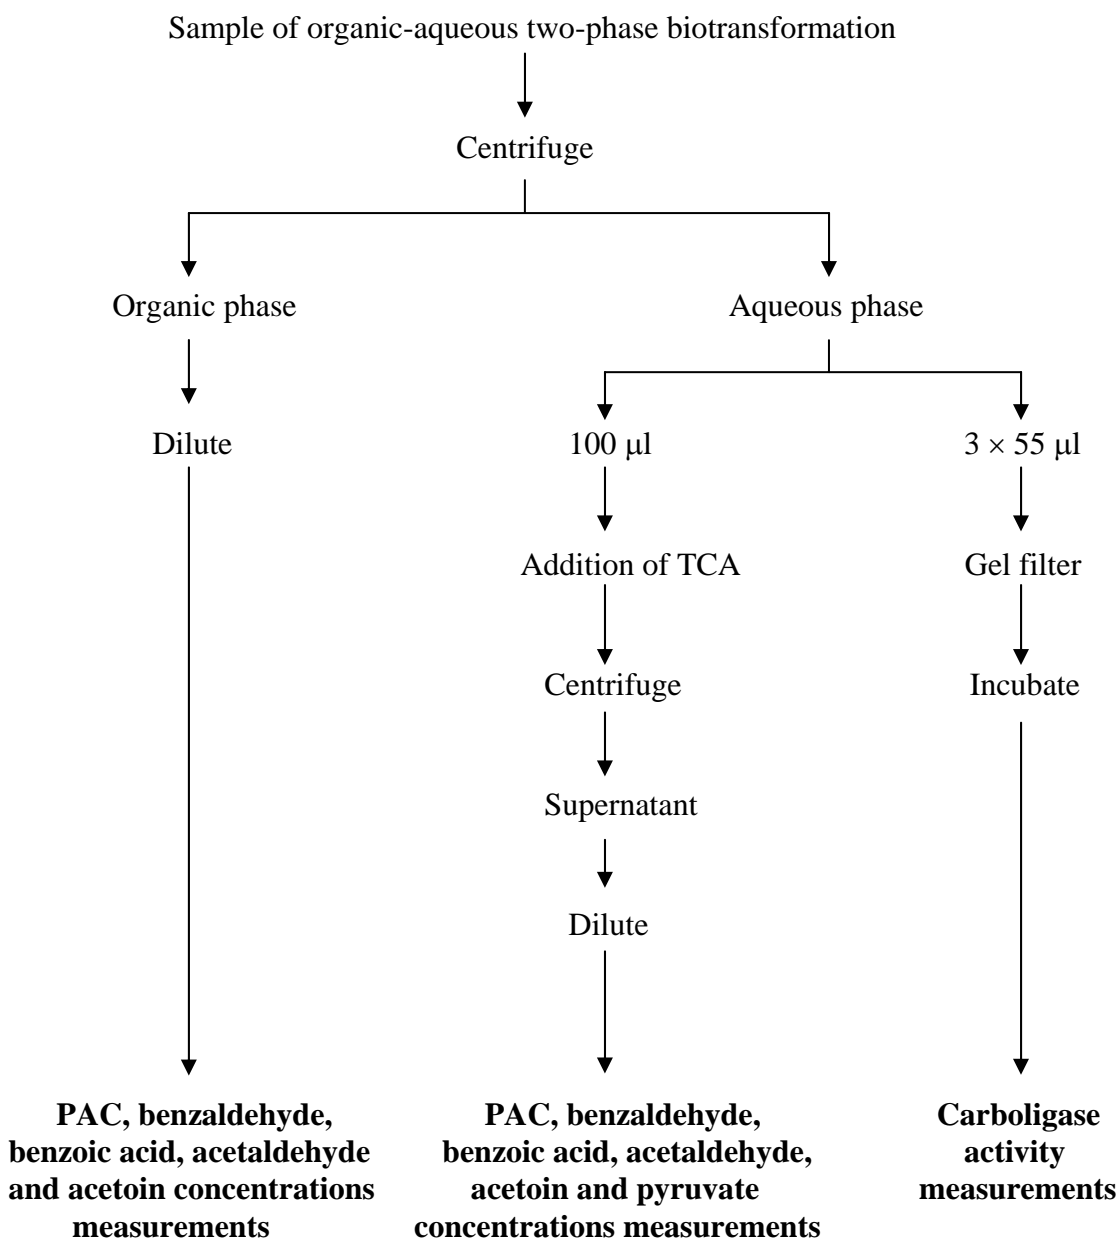 Sample of organic-aqueous two-phase biotransformation
Centrifuge
Organic phase
Aqueous phase
Dilute
100 μl
3 × 55 μl
Addition of TCA
Gel filter
Centrifuge
Incubate
Supernatant
Dilute
PAC, benzaldehyde,
benzoic acid, acetaldehyde
and acetoin concentrations
measurements
PAC, benzaldehyde,
benzoic acid, acetaldehyde,
acetoin and pyruvate
concentrations measurements
Carboligase
activity
measurements